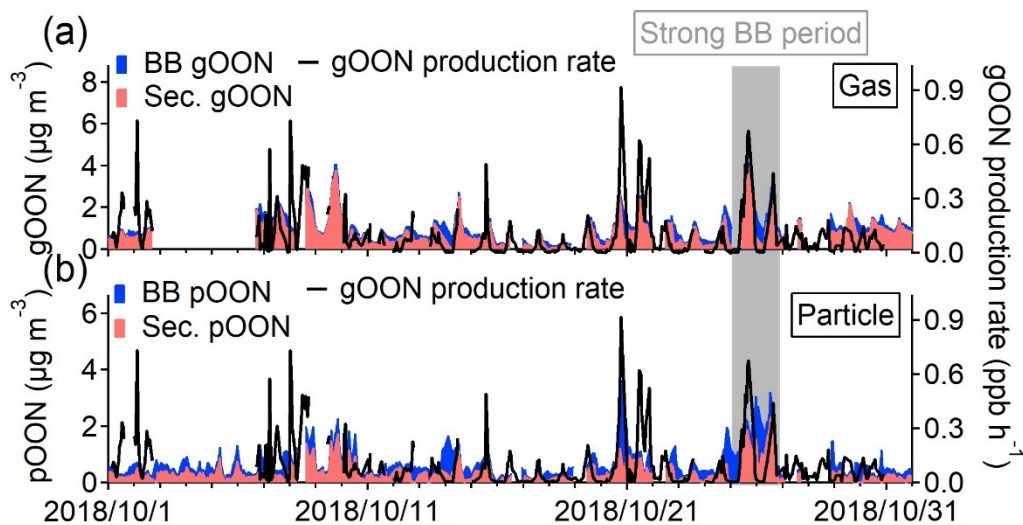 (a)
Strong BB period
BB gOON — gOON production rate
Sec. gOON
Gas
gOON (µg m⁻³)
8
6
4
2
0
0.9
0.6
0.3
0.0
(b)
BB pOON — gOON production rate
Sec. pOON
Particle
pOON (µg m⁻³)
6
4
2
0
0.9
0.6
0.3
0.0
gOON production rate (ppb h⁻¹)
2018/10/1 2018/10/11 2018/10/21 2018/10/31